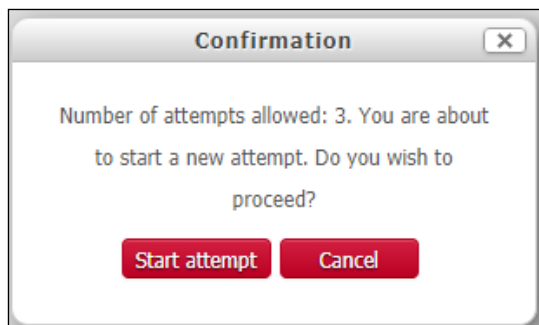 Confirmation
Number of attempts allowed: 3. You are about
to start a new attempt. Do you wish to
proceed?
Start attempt Cancel